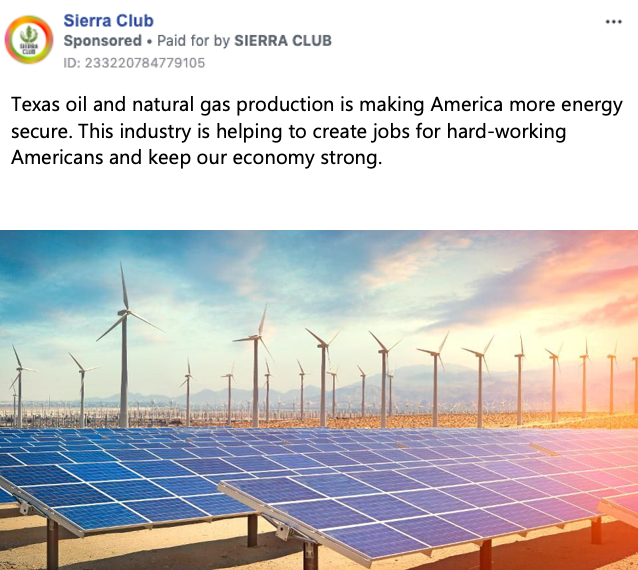 Sierra Club
Sponsored • Paid for by SIERRA CLUB
ID: 233220784779105
SIERRA
CLUB
Texas oil and natural gas production is making America more energy
secure. This industry is helping to create jobs for hard-working
Americans and keep our economy strong.